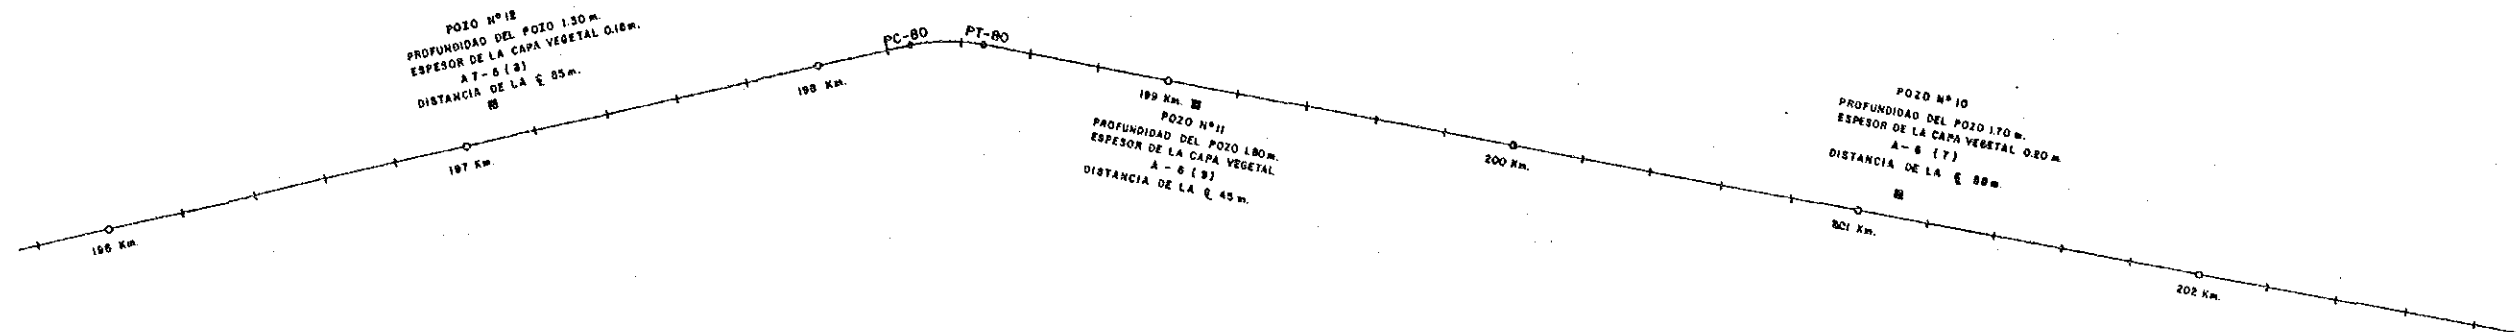 POZO Nº 12
PROFUNDIDAD DEL POZO 1.30 m.
ESPESOR DE LA CAPA VEGETAL 0.18m.
A 7 - 6 ( 8)
DISTANCIA DE LA ℄ 85 m.
PC-80
PT-80
196 Km.
197 Km.
198 Km.
199 Km.
POZO Nº 11
PROFUNDIDAD DEL POZO 1.80 m.
ESPESOR DE LA CAPA VEGETAL
A - 6 ( 9)
DISTANCIA DE LA ℄ 45 m.
200 Km.
POZO Nº 10
PROFUNDIDAD DEL POZO 1.70 m.
ESPESOR DE LA CAPA VEGETAL 0.20 m
A - 6 ( 7 )
DISTANCIA DE LA ℄
201 Km.
202 Km.